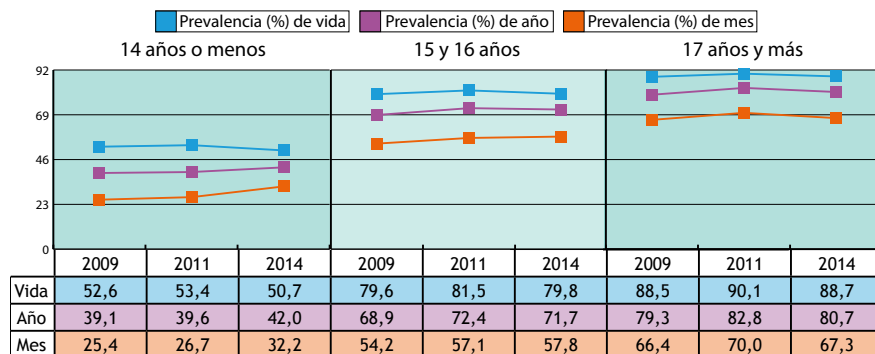 Prevalencia (%) de vida Prevalencia (%) de año Prevalencia (%) de mes
14 años o menos 15 y 16 años 17 años y más
92
69
46
23
0
2009 2011 2014 2009 2011 2014 2009 2011 2014
Vida 52,6 53,4 50,7 79,6 81,5 79,8 88,5 90,1 88,7
Año 39,1 39,6 42,0 68,9 72,4 71,7 79,3 82,8 80,7
Mes 25,4 26,7 32,2 54,2 57,1 57,8 66,4 70,0 67,3